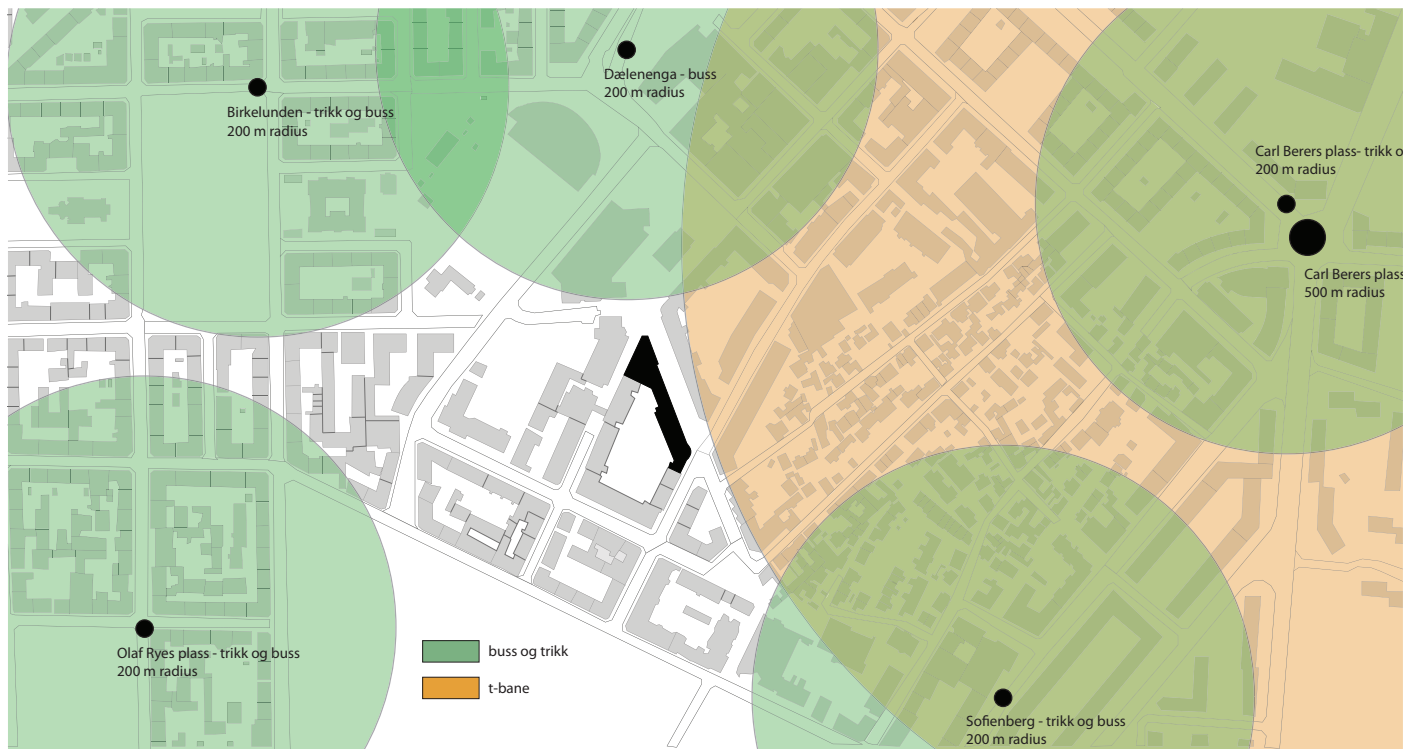 Dælenenga - buss
200 m radius
Birkelunden - trikk og buss
200 m radius
Carl Berers plass- trikk o
200 m radius
Carl Berers plass
500 m radius
Olaf Ryes plass - trikk og buss
200 m radius
buss og trikk
t-bane
Sofienberg - trikk og buss
200 m radius